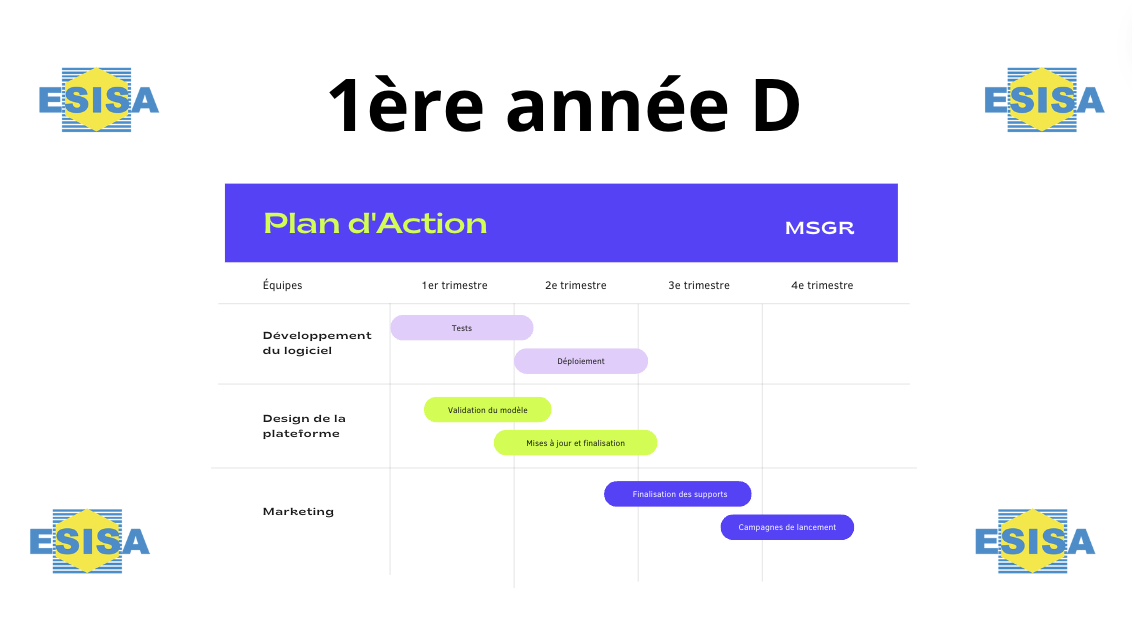 ESISA
1ère année D
ESISA
Plan d'Action
MSGR
Équipes
1er trimestre
2e trimestre
3e trimestre
4e trimestre
Développement
du logiciel
Tests
Déploiement
Design de la
plateforme
Validation du modèle
Mises à jour et finalisation
Marketing
Finalisation des supports
Campagnes de lancement
ESISA
ESISA